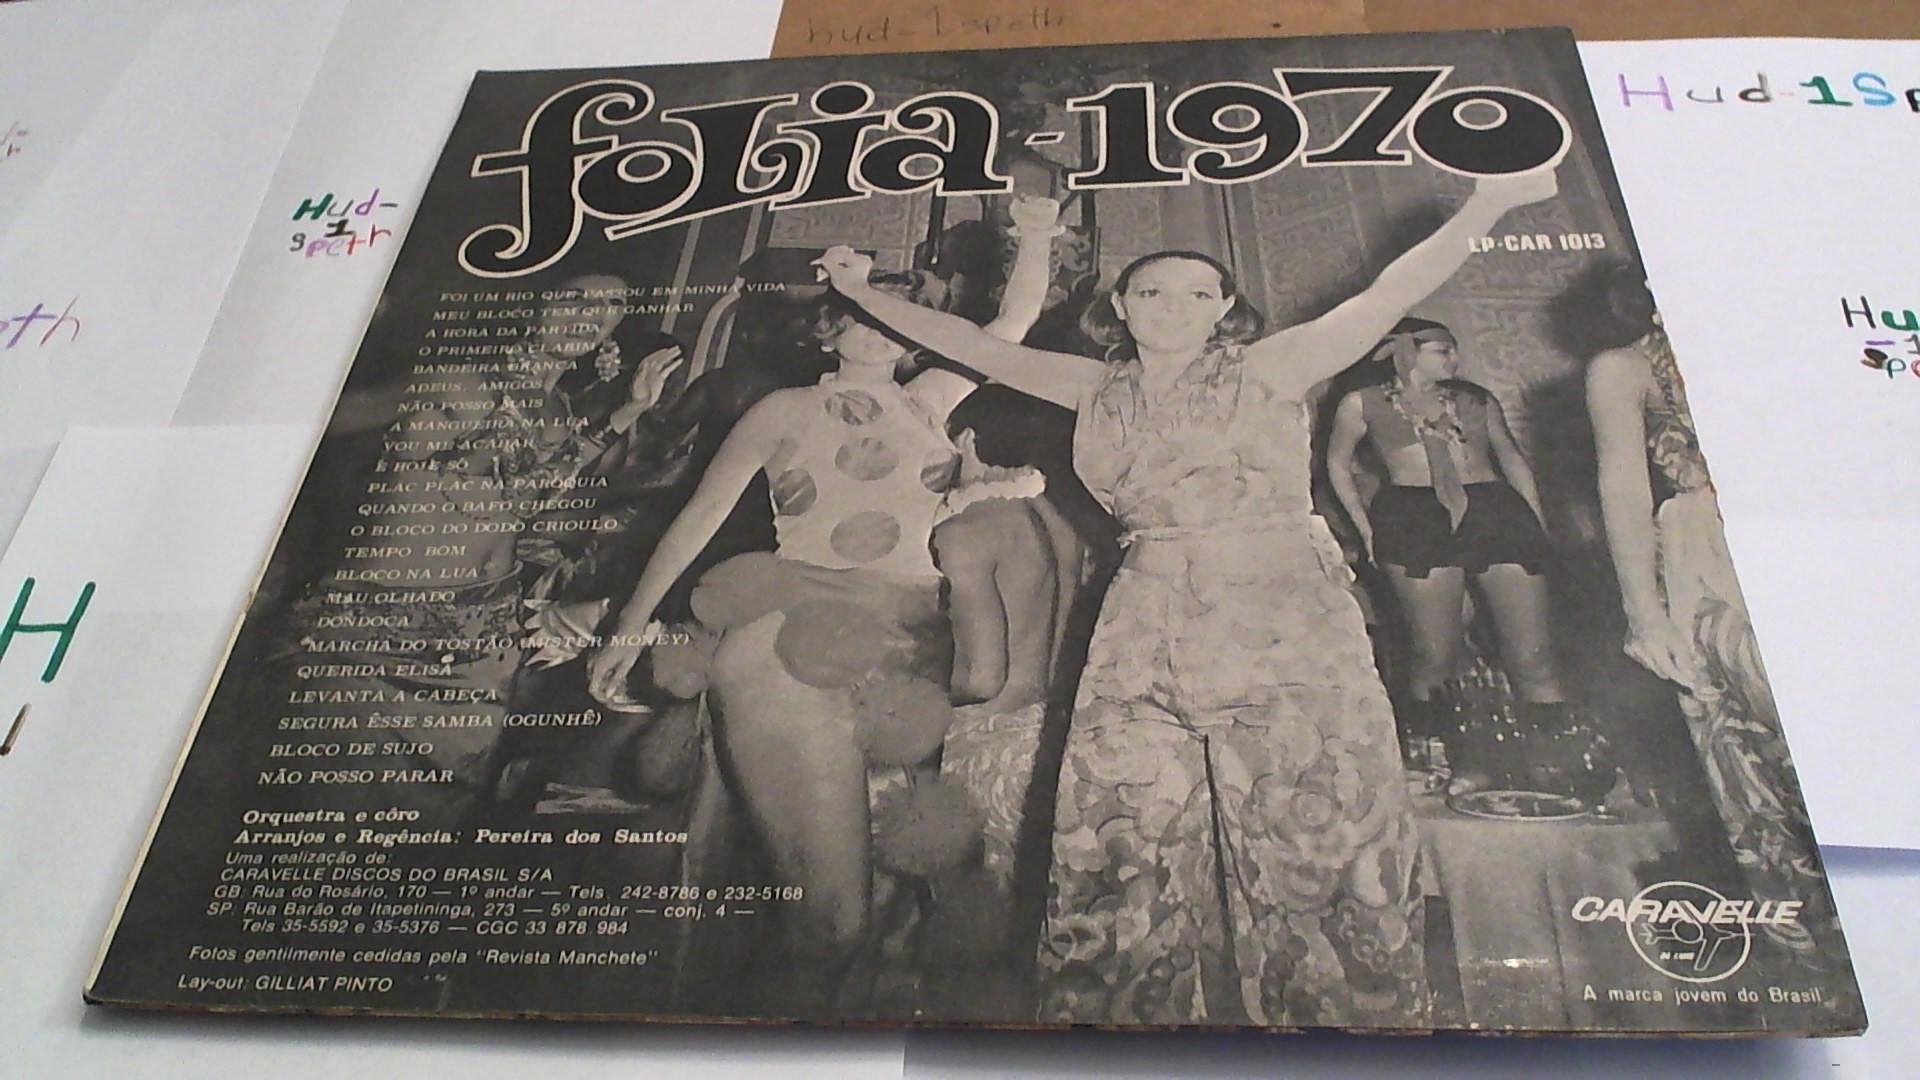 hud-1speth
Hud-1Sp
Hud-
1
speth
eth
H
Hu
1
spe
foLia-1970
LP-CAR 1013
FOI UM RIO QUE PASSOU EM MINHA VIDA
MEU BLOCO TEM QUE GANHAR
A HORA DA PARTIDA
O PRIMEIRO CLARIM
BANDEIRA BRANCA
ADEUS, AMIGOS
NÃO POSSO MAIS
A MANGUEIRA NA LUA
VOU ME ACABAR
É HOJE SÓ
PLAC PLAC NA PARÓQUIA
QUANDO O BAFO CHEGOU
O BLOCO DO DODÓ CRIOULO
TEMPO BOM
BLOCO NA LUA
MAU OLHADO
DONDOCA
MARCHA DO TOSTÃO (MISTER MONEY)
QUERIDA ELISA
LEVANTA A CABEÇA
SEGURA ÊSSE SAMBA (OGUNHÊ)
BLOCO DE SUJO
NÃO POSSO PARAR
Orquestra e côro
Arranjos e Regência: Pereira dos Santos
Uma realização de:
CARAVELLE DISCOS DO BRASIL S/A
GB: Rua do Rosário, 170 — 1º andar — Tels. 242-8786 e 232-5168
SP: Rua Barão de Itapetininga, 273 — 5º andar — conj. 4 —
Tels 35-5592 e 35-5376 — CGC 33 878 984
Fotos gentilmente cedidas pela "Revista Manchete"
Lay-out: GILLIAT PINTO
CARAVELLE
A marca jovem do Brasil